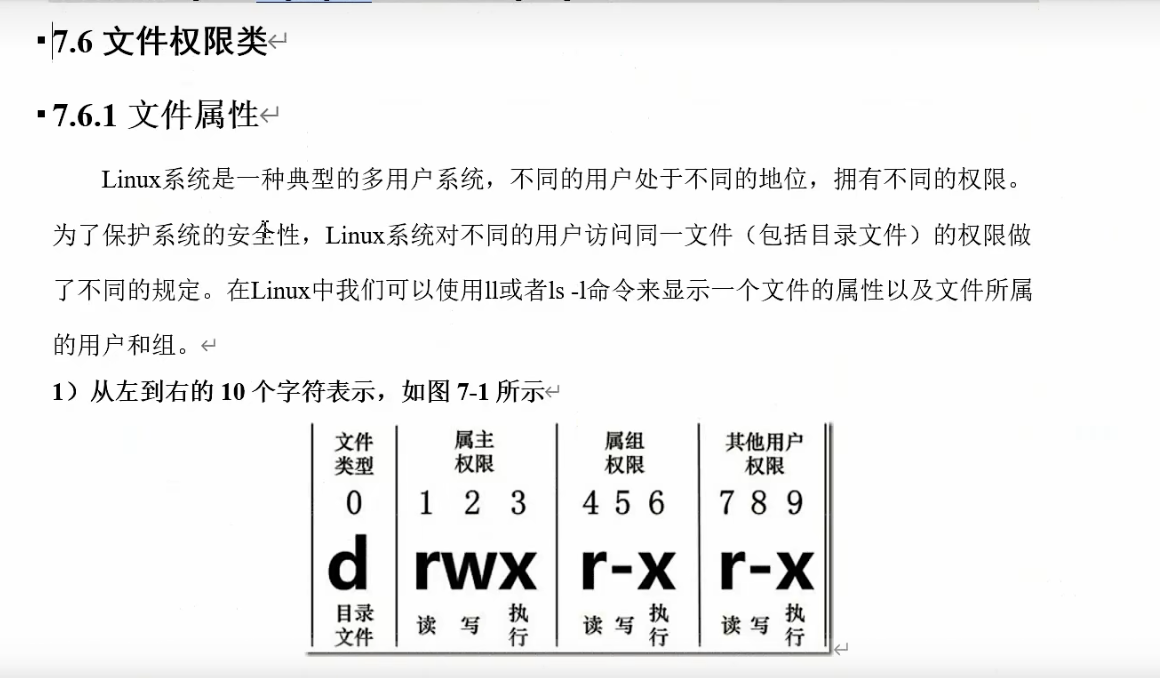 7.6 文件权限类
7.6.1 文件属性
Linux系统是一种典型的多用户系统，不同的用户处于不同的地位，拥有不同的权限。
为了保护系统的安全性，Linux系统对不同的用户访问同一文件（包括目录文件）的权限做
了不同的规定。在Linux中我们可以使用ll或者ls -l命令来显示一个文件的属性以及文件所属
的用户和组。
1）从左到右的 10 个字符表示，如图 7-1 所示
文件 属主 属组 其他用户
类型 权限 权限 权限
0 1 2 3 4 5 6 7 8 9
d rwx r-x r-x
目录 读 写 执 读 写 执 读 写 执
文件 行 行 行